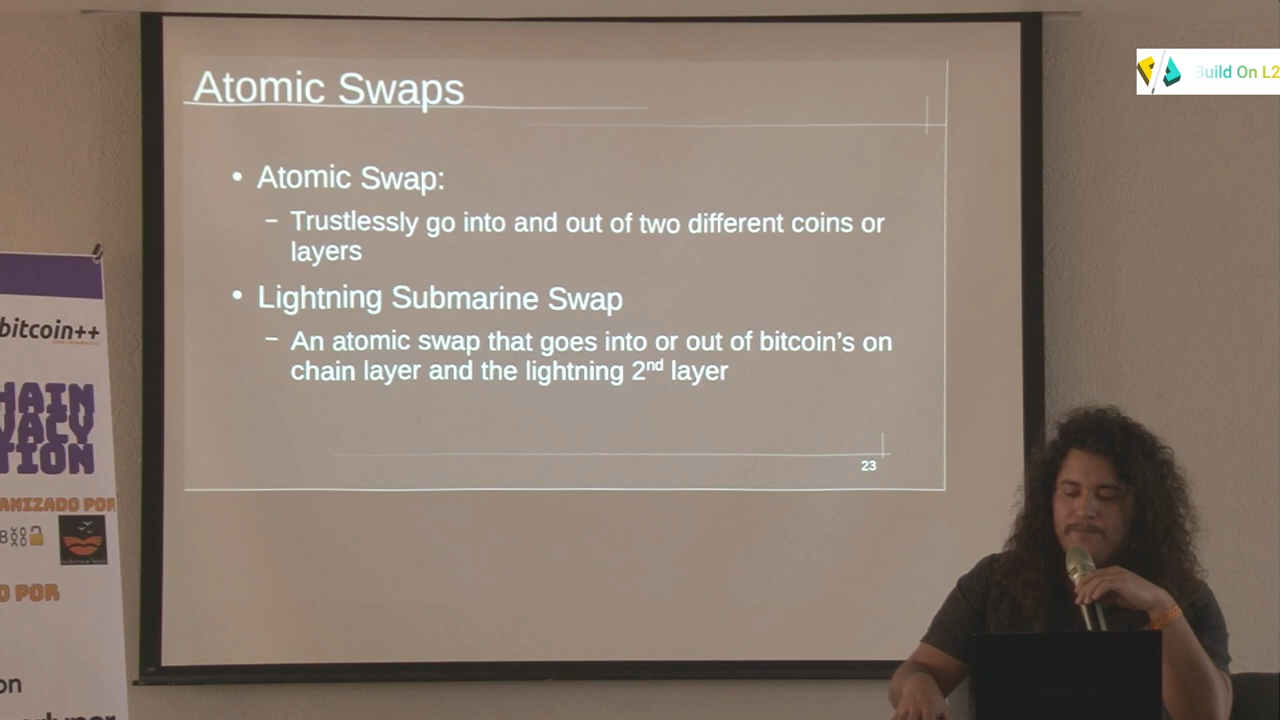 Atomic Swaps
• Atomic Swap:
– Trustlessly go into and out of two different coins or
layers
• Lightning Submarine Swap
– An atomic swap that goes into or out of bitcoin's on
chain layer and the lightning 2nd layer
23
Build On L2
bitcoin++
HAIN
VACY
TION
ANIZADO POR
O POR
on